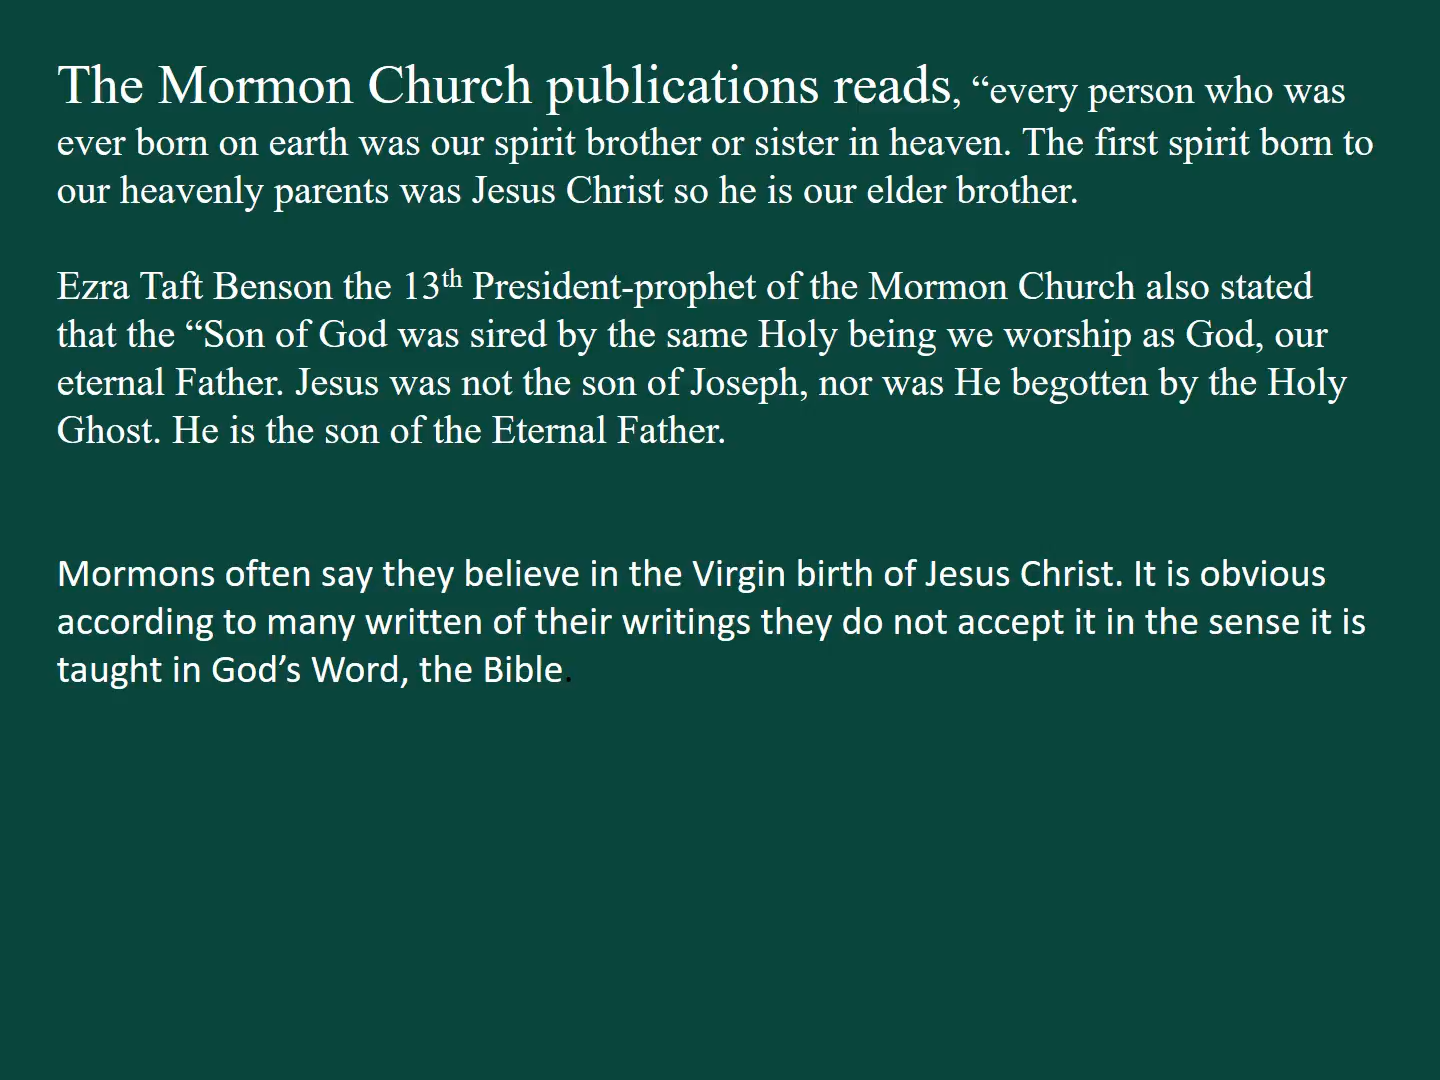 The Mormon Church publications reads, “every person who was
ever born on earth was our spirit brother or sister in heaven. The first spirit born to
our heavenly parents was Jesus Christ so he is our elder brother.
Ezra Taft Benson the 13th President-prophet of the Mormon Church also stated
that the “Son of God was sired by the same Holy being we worship as God, our
eternal Father. Jesus was not the son of Joseph, nor was He begotten by the Holy
Ghost. He is the son of the Eternal Father.
Mormons often say they believe in the Virgin birth of Jesus Christ. It is obvious
according to many written of their writings they do not accept it in the sense it is
taught in God’s Word, the Bible.